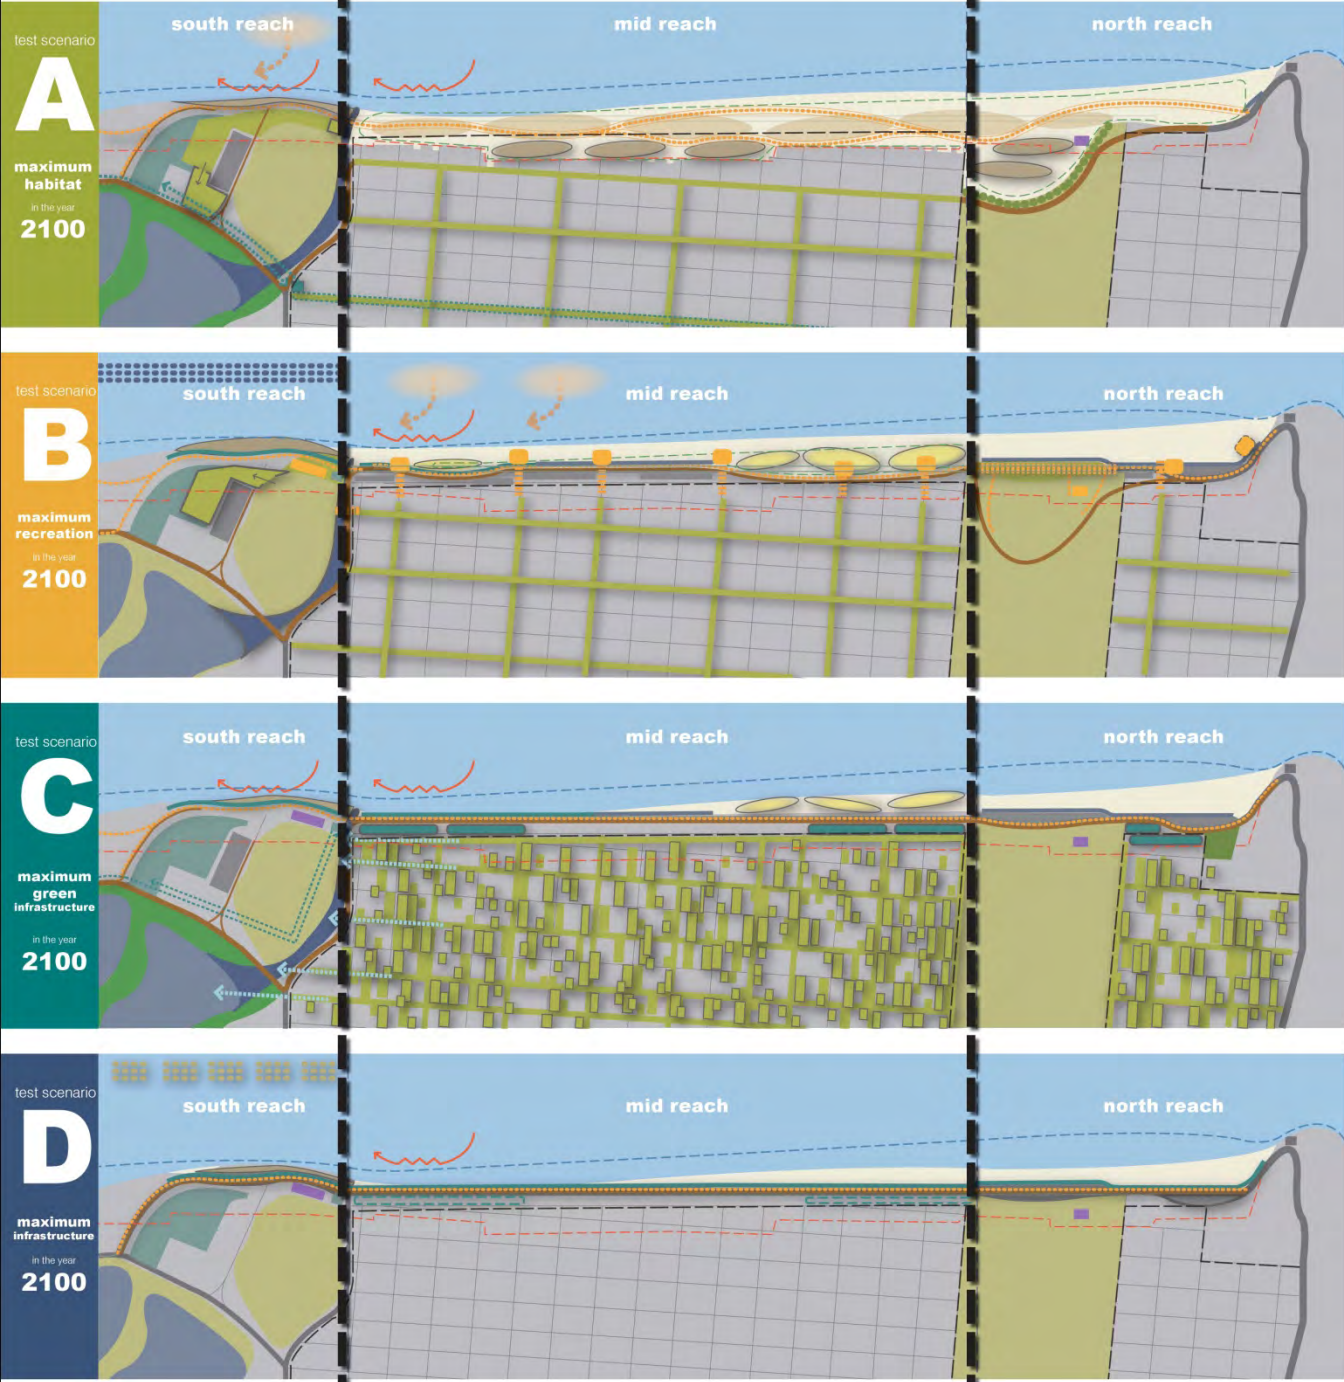 test scenario
A
maximum
habitat
in the year
2100
south reach
mid reach
north reach
test scenario
B
maximum
recreation
in the year
2100
south reach
mid reach
north reach
test scenario
C
maximum
green
infrastructure
in the year
2100
south reach
mid reach
north reach
test scenario
D
maximum
infrastructure
in the year
2100
south reach
mid reach
north reach